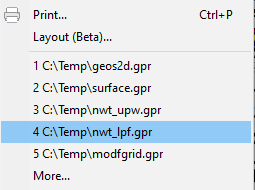 Print... Ctrl+P
Layout (Beta)...
1 C:\Temp\geos2d.gpr
2 C:\Temp\surface.gpr
3 C:\Temp\nwt_upw.gpr
4 C:\Temp\nwt_lpf.gpr
5 C:\Temp\modfgrid.gpr
More...